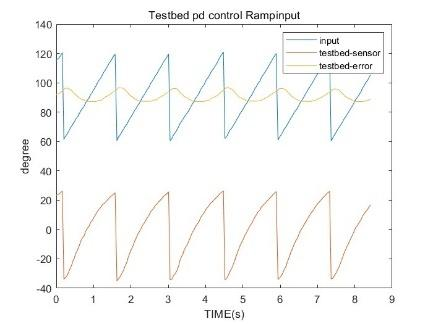 Testbed pd control Rampinput
140
120
100
80
60
40
20
0
-20
-40
degree
input
testbed-sensor
testbed-error
0 1 2 3 4 5 6 7 8 9
TIME(s)